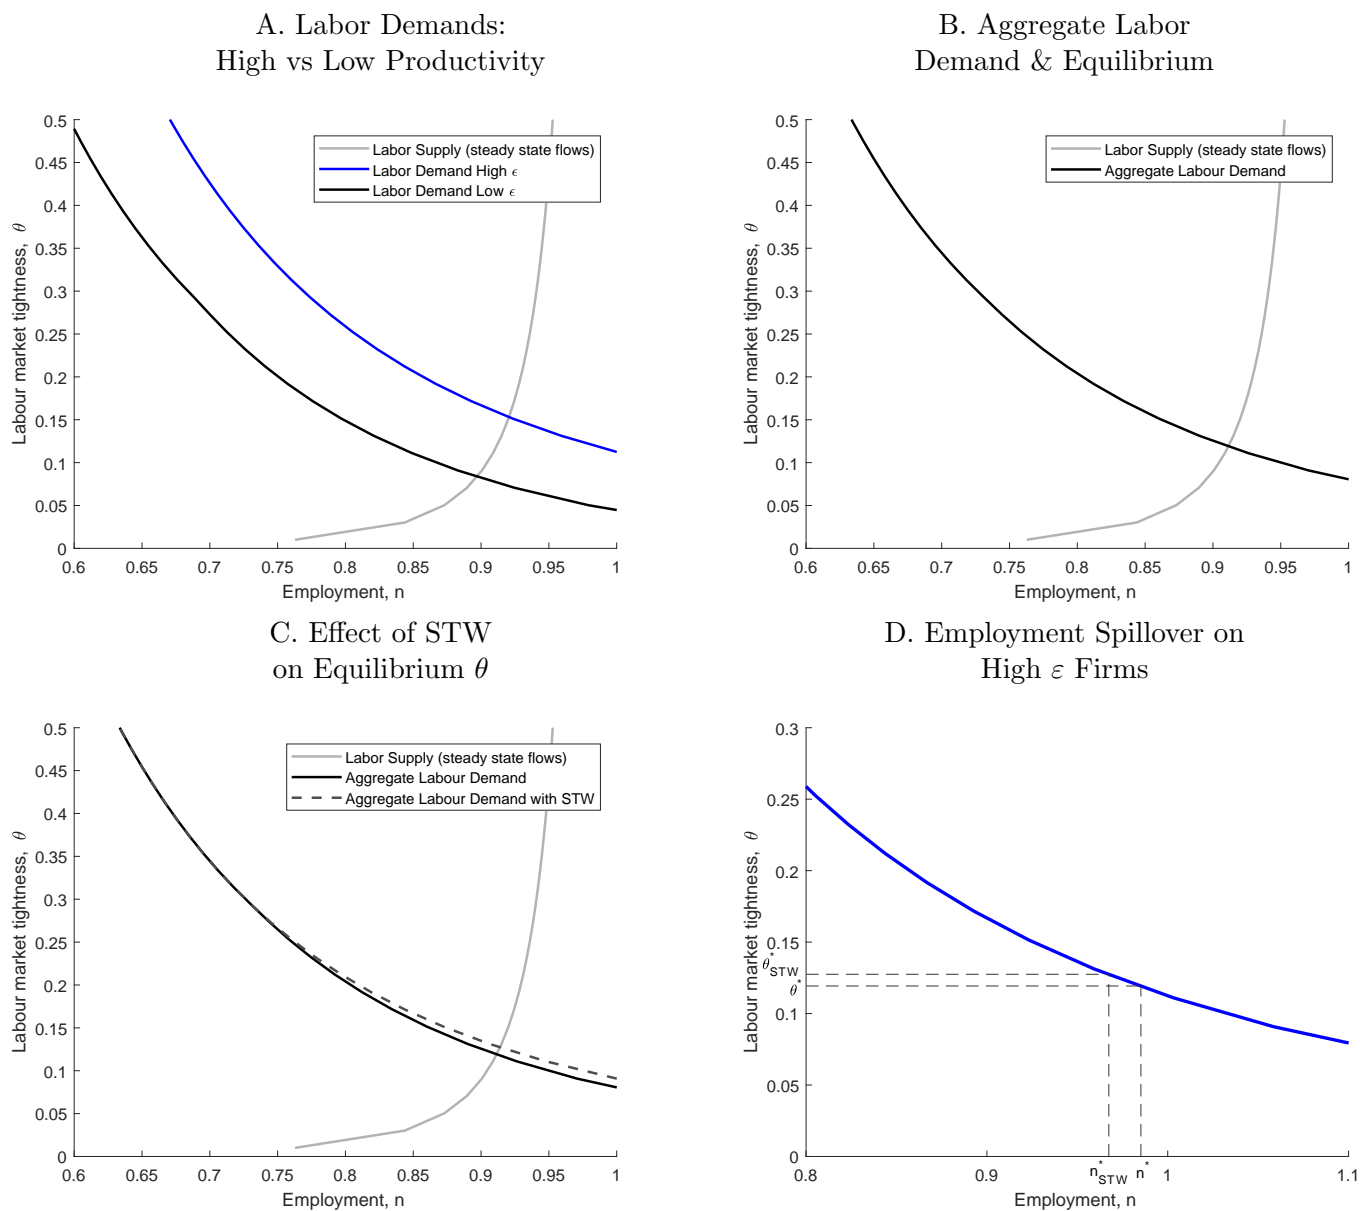 A. Labor Demands:
High vs Low Productivity
0.5
0.45
0.4
0.35
0.3
0.25
0.2
0.15
0.1
0.05
0
0.6 0.65 0.7 0.75 0.8 0.85 0.9 0.95 1
Labour market tightness, θ
Employment, n
Labor Supply (steady state flows)
Labor Demand High ϵ
Labor Demand Low ϵ
B. Aggregate Labor
Demand & Equilibrium
0.5
0.45
0.4
0.35
0.3
0.25
0.2
0.15
0.1
0.05
0
0.6 0.65 0.7 0.75 0.8 0.85 0.9 0.95 1
Labour market tightness, θ
Employment, n
Labor Supply (steady state flows)
Aggregate Labour Demand
C. Effect of STW
on Equilibrium θ
0.5
0.45
0.4
0.35
0.3
0.25
0.2
0.15
0.1
0.05
0
0.6 0.65 0.7 0.75 0.8 0.85 0.9 0.95 1
Labour market tightness, θ
Employment, n
Labor Supply (steady state flows)
Aggregate Labour Demand
Aggregate Labour Demand with STW
D. Employment Spillover on
High ε Firms
0.3
0.25
0.2
0.15
θ*STW
θ*
0.1
0.05
0
0.8 0.9 n*STW n* 1 1.1
Labour market tightness, θ
Employment, n